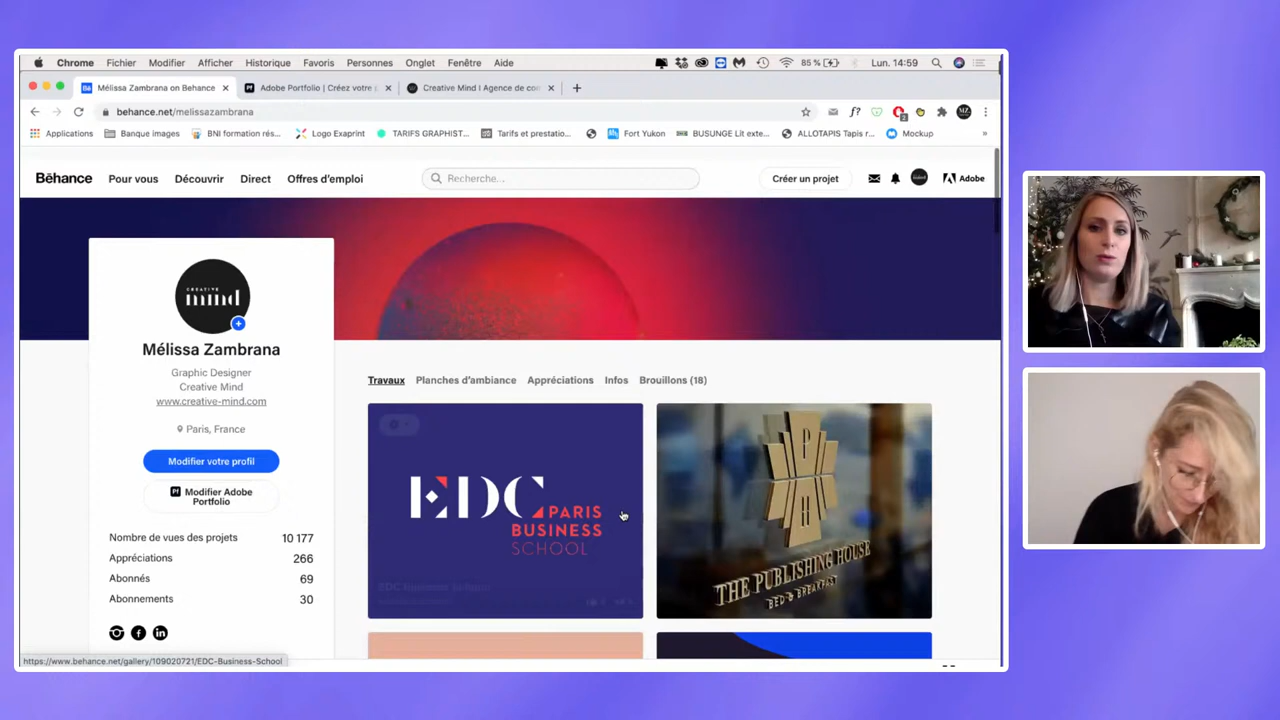 Chrome Fichier Modifier Afficher Historique Favoris Personnes Onglet Fenêtre Aide 85 % Lun. 14:59
Mélissa Zambrana on Behance
Adobe Portfolio | Créez votre
Creative Mind I Agence de co
behance.net/melissazambrana
Applications Banque images BNI formation rés... Logo Exaprint TARIFS GRAPHIST... Tarifs et prestatio... Fort Yukon BUSUNGE Lit exte... ALLOTAPIS Tapis r... Mockup »
Bēhance Pour vous Découvrir Direct Offres d'emploi Recherche... Créer un projet Adobe
CREATIVE
mind
Mélissa Zambrana
Graphic Designer
Creative Mind
www.creative-mind.com
Paris, France
Modifier votre profil
Modifier Adobe
Portfolio
Nombre de vues des projets 10 177
Appréciations 266
Abonnés 69
Abonnements 30
Travaux Planches d'ambiance Appréciations Infos Brouillons (18)
EDC PARIS
BUSINESS
SCHOOL
EDC Business School
P
H
THE PUBLISHING HOUSE
BED & BREAKFAST
https://www.behance.net/gallery/109020721/EDC-Business-School